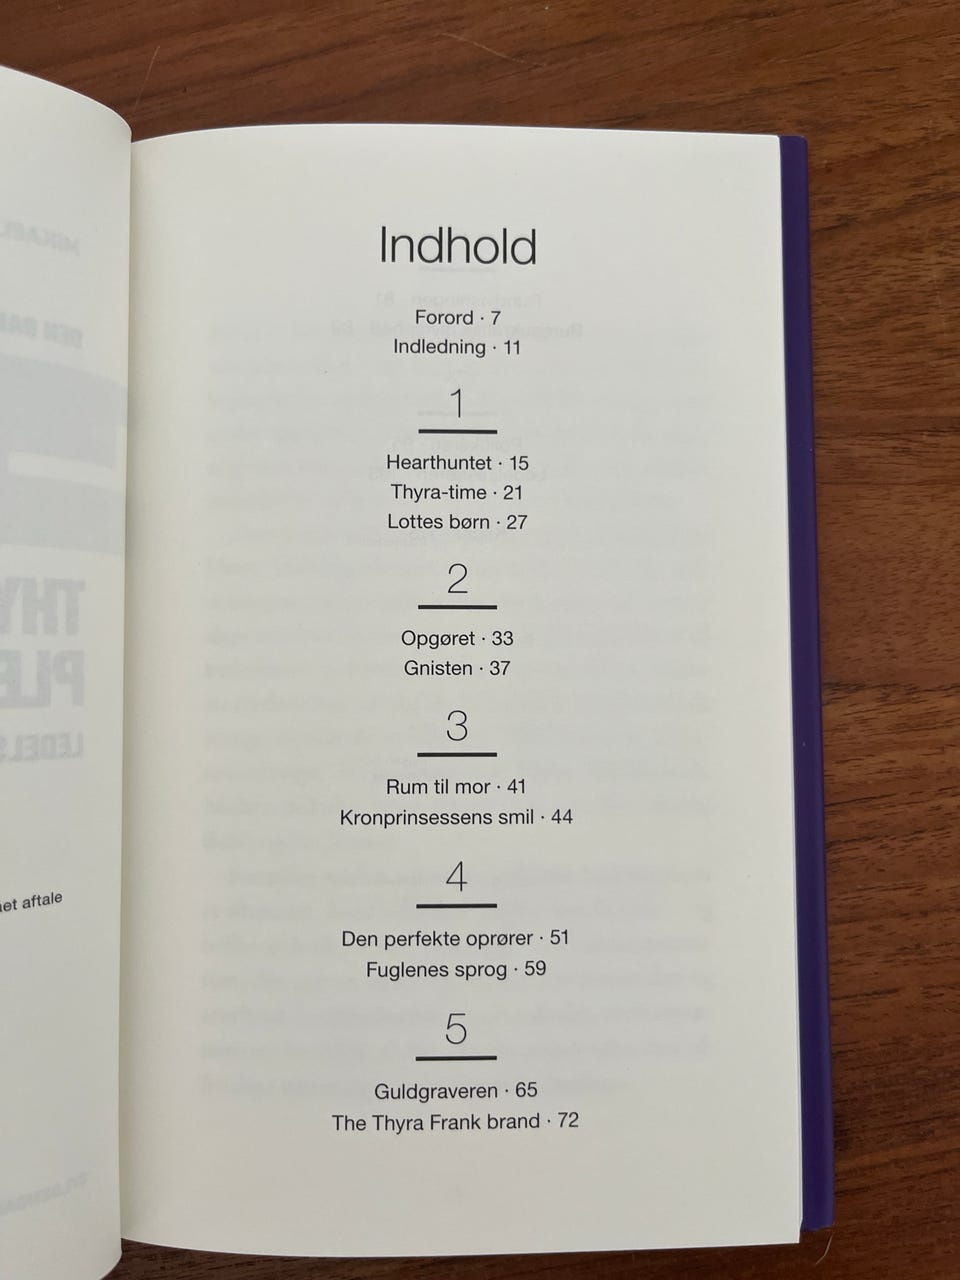 Indhold
Forord · 7
Indledning · 11
1
Hearthuntet · 15
Thyra-time · 21
Lottes børn · 27
2
Opgøret · 33
Gnisten · 37
3
Rum til mor · 41
Kronprinsessens smil · 44
4
Den perfekte oprører · 51
Fuglenes sprog · 59
5
Guldgraveren · 65
The Thyra Frank brand · 72
aftale